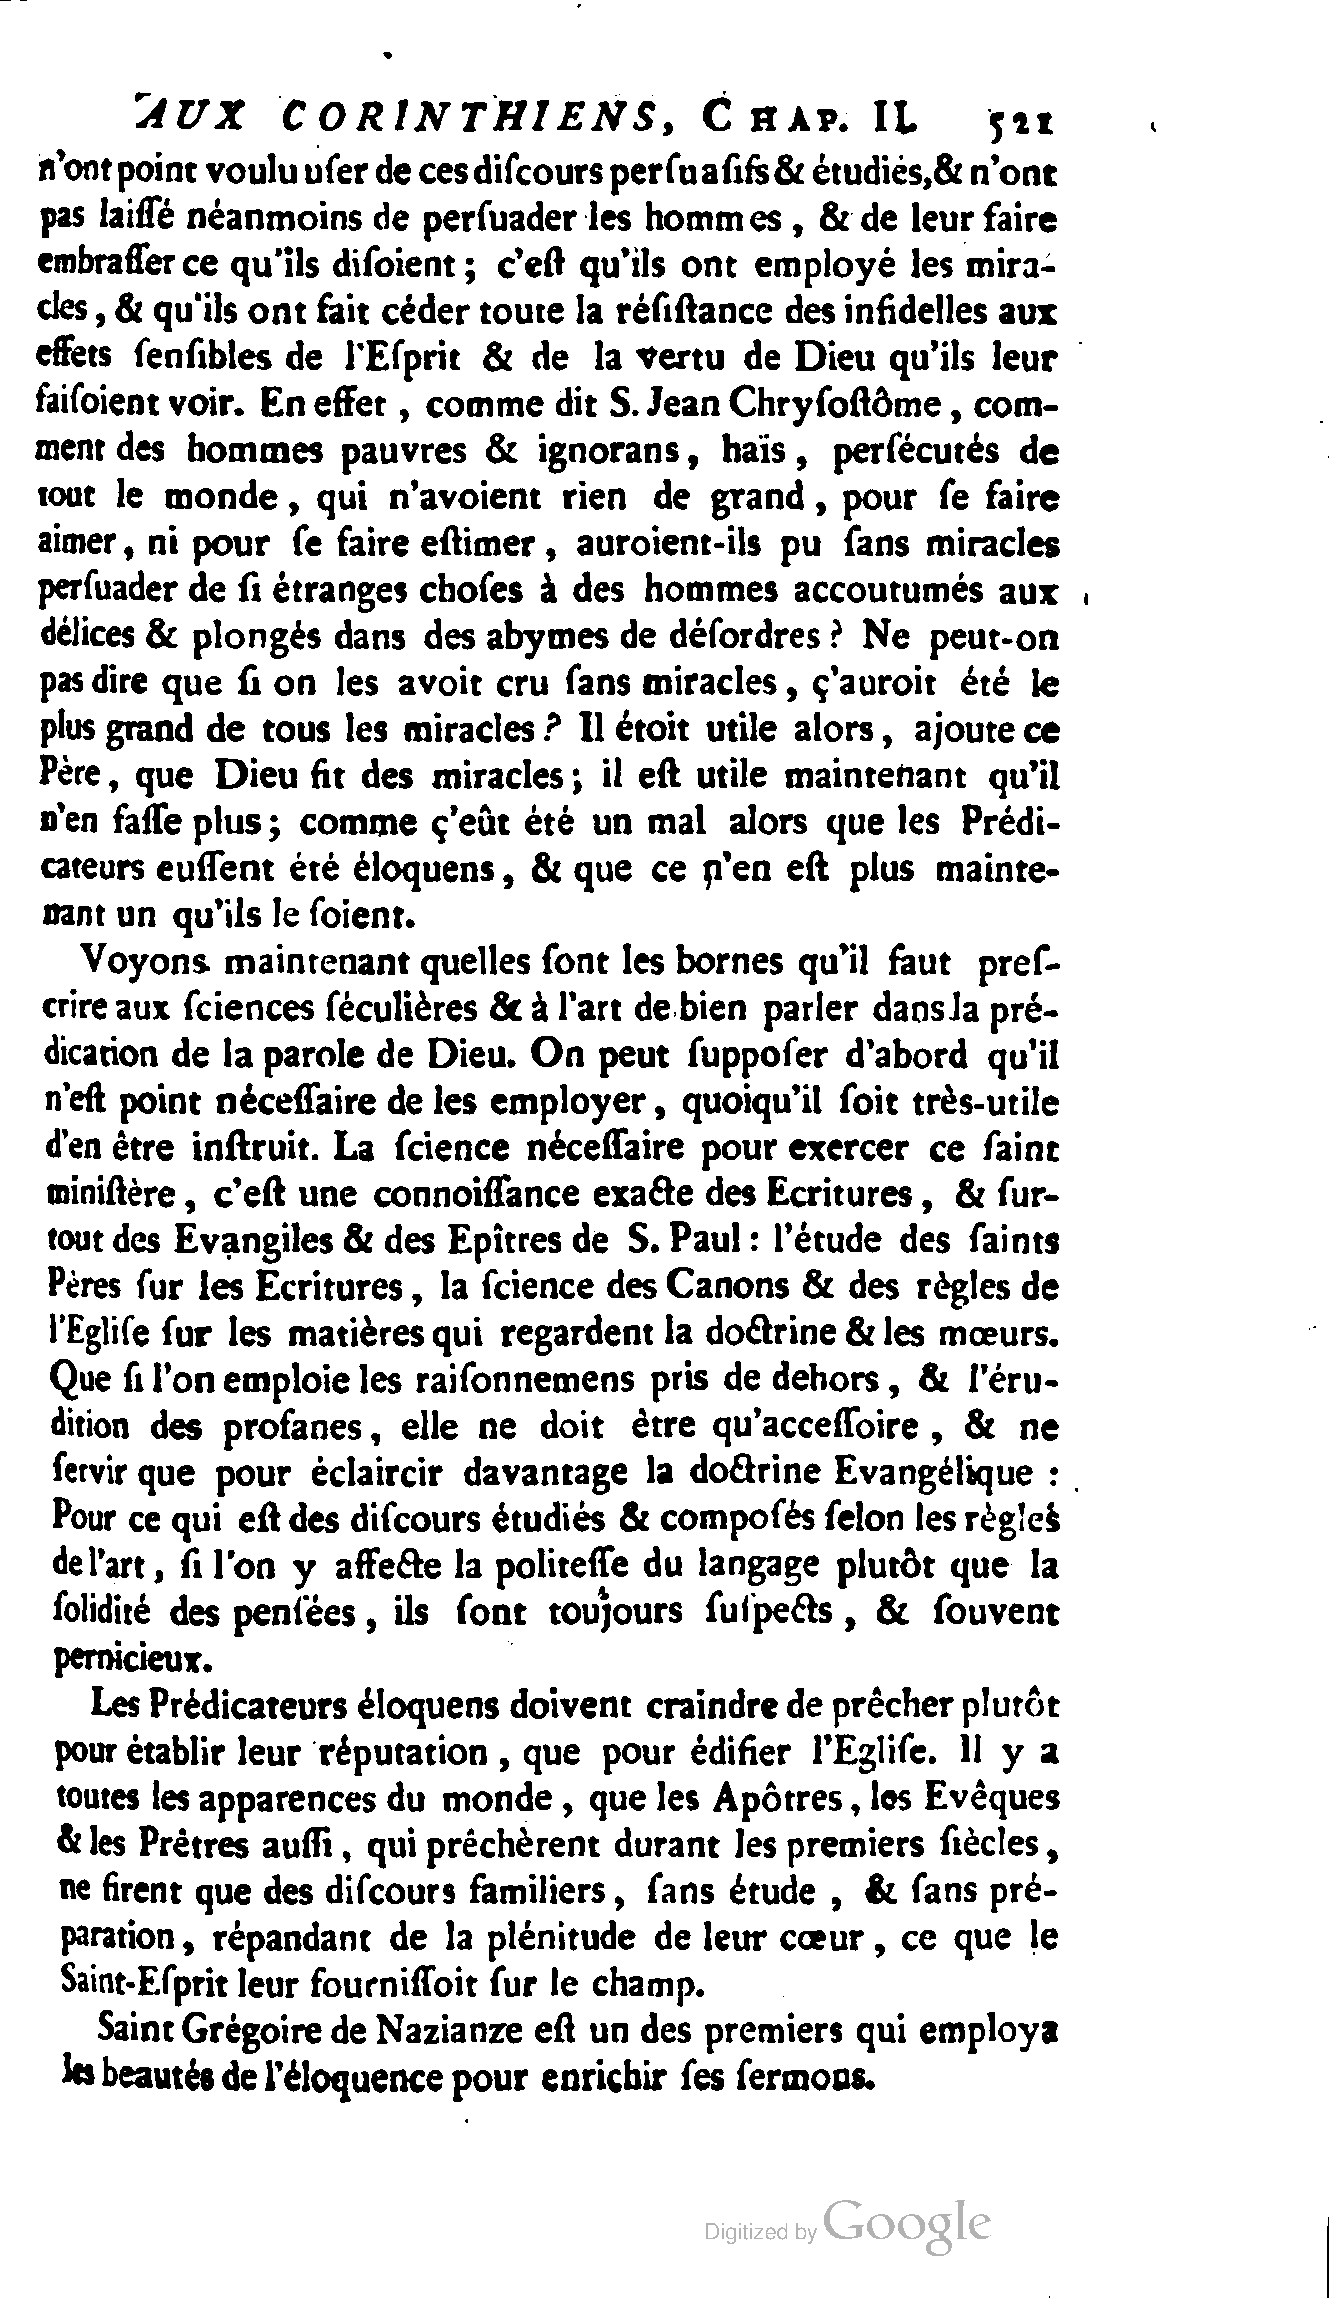 AUX CORINTHIENS, CHAP. II. 521
n'ont point voulu uſer de ces diſcours perſuaſifs & étudiés, & n'ont
pas laiſſé néanmoins de perſuader les hommes, & de leur faire
embraſſer ce qu'ils diſoient; c'eſt qu'ils ont employé les mira-
cles, & qu'ils ont fait céder toute la réſiſtance des infidelles aux
effets ſenſibles de l'Eſprit & de la vertu de Dieu qu'ils leur
faiſoient voir. En effet, comme dit S. Jean Chryſoſtôme, com-
ment des hommes pauvres & ignorans, haïs, perſécutés de
tout le monde, qui n'avoient rien de grand, pour ſe faire
aimer, ni pour ſe faire eſtimer, auroient-ils pu ſans miracles
perſuader de ſi étranges choſes à des hommes accoutumés aux
délices & plongés dans des abymes de déſordres? Ne peut-on
pas dire que ſi on les avoit cru ſans miracles, ç'auroit été le
plus grand de tous les miracles? Il étoit utile alors, ajoute ce
Père, que Dieu fit des miracles; il eſt utile maintenant qu'il
n'en faſſe plus; comme ç'eût été un mal alors que les Prédi-
cateurs euſſent été éloquens, & que ce n'en eſt plus mainte-
nant un qu'ils le ſoient.
Voyons maintenant quelles ſont les bornes qu'il faut preſ-
crire aux ſciences ſéculières & à l'art de bien parler dans la pré-
dication de la parole de Dieu. On peut ſuppoſer d'abord qu'il
n'eſt point néceſſaire de les employer, quoiqu'il ſoit très-utile
d'en être inſtruit. La ſcience néceſſaire pour exercer ce ſaint
miniſtère, c'eſt une connoiſſance exacte des Ecritures, & ſur-
tout des Evangiles & des Epîtres de S. Paul: l'étude des ſaints
Pères ſur les Ecritures, la ſcience des Canons & des règles de
l'Egliſe ſur les matières qui regardent la doctrine & les mœurs.
Que ſi l'on emploie les raiſonnemens pris de dehors, & l'éru-
dition des profanes, elle ne doit être qu'acceſſoire, & ne
ſervir que pour éclaircir davantage la doctrine Evangélique:
Pour ce qui eſt des diſcours étudiés & compoſés ſelon les règles
de l'art, ſi l'on y affecte la politeſſe du langage plutôt que la
ſolidité des penſées, ils ſont toujours ſuſpects, & ſouvent
pernicieux.
Les Prédicateurs éloquens doivent craindre de prêcher plutôt
pour établir leur réputation, que pour édifier l'Egliſe. Il y a
toutes les apparences du monde, que les Apôtres, les Evêques
& les Prêtres auſſi, qui prêchèrent durant les premiers ſiècles,
ne firent que des diſcours familiers, ſans étude, & ſans pré-
paration, répandant de la plénitude de leur cœur, ce que le
Saint-Eſprit leur fourniſſoit ſur le champ.
Saint Grégoire de Nazianze eſt un des premiers qui employa
les beautés de l'éloquence pour enrichir ſes ſermons.
Digitized by Google